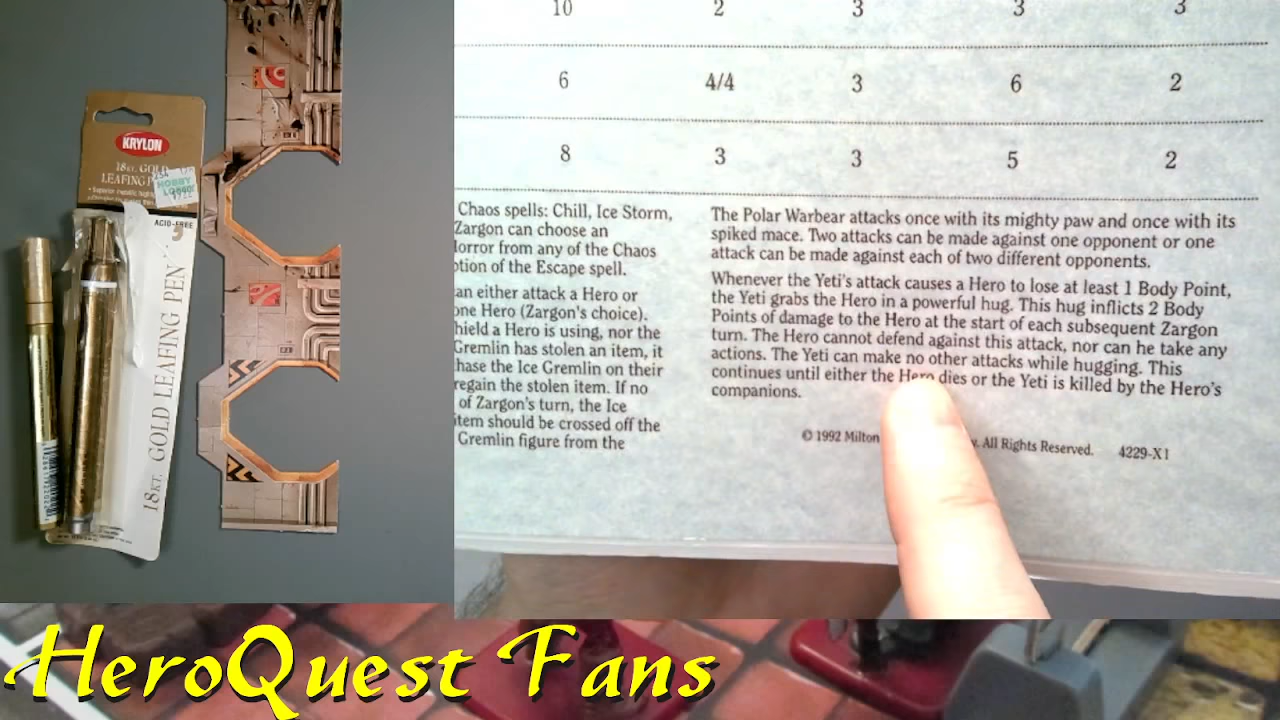 KRYLON
18KT. GOLD
LEAFING
HOBBY
ACID-FREE
18KT. GOLD LEAFING PEN
10 2 3 3 3
6 4/4 3 6 2
8 3 3 5 2
Chaos spells: Chill, Ice Storm,
Zargon can choose an
from any of the Chaos
of the Escape spell.
an either attack a Hero or
one Hero (Zargon's choice).
a Hero is using, nor the
Gremlin has stolen an item, it
the Ice Gremlin on their
regain the stolen item. If no
of Zargon's turn, the Ice
item should be crossed off the
Gremlin figure from the
The Polar Warbear attacks once with its mighty paw and once with its
spiked mace. Two attacks can be made against one opponent or one
attack can be made against each of two different opponents.
Whenever the Yeti's attack causes a Hero to lose at least 1 Body Point,
the Yeti grabs the Hero in a powerful hug. This hug inflicts 2 Body
Points of damage to the Hero at the start of each subsequent Zargon
turn. The Hero cannot defend against this attack, nor can he take any
actions. The Yeti can make no other attacks while hugging. This
continues until either the Hero dies or the Yeti is killed by the Hero's
companions.
© 1992 Milton All Rights Reserved. 4229-X1
HeroQuest Fans